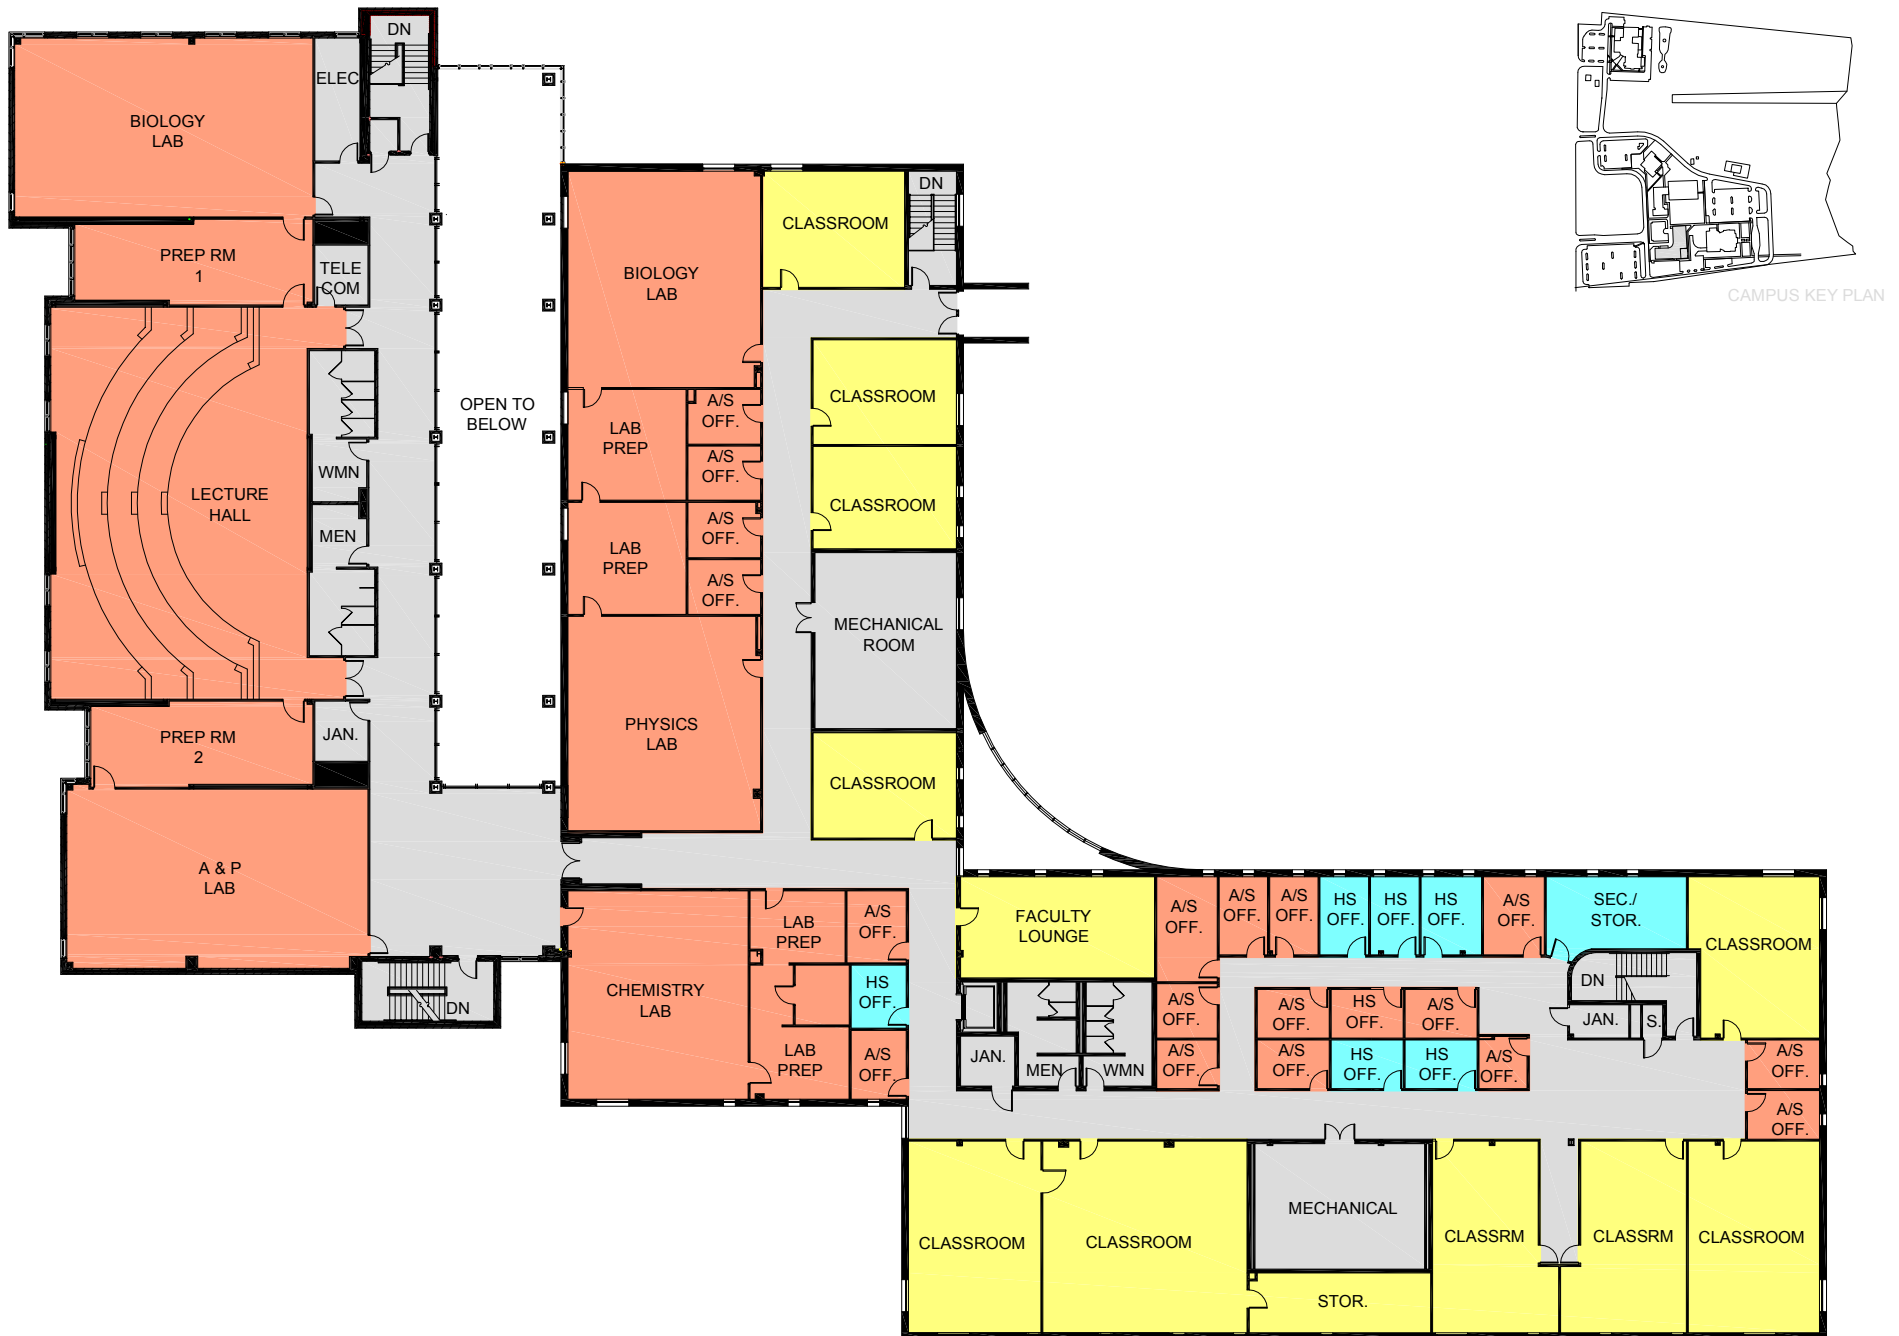 DN
ELEC
BIOLOGY
LAB
PREP RM
1
TELE
COM
LECTURE
HALL
WMN
MEN
PREP RM
2
JAN.
A & P
LAB
DN
OPEN TO
BELOW
BIOLOGY
LAB
CLASSROOM
DN
CLASSROOM
CLASSROOM
LAB
PREP
A/S
OFF.
A/S
OFF.
LAB
PREP
A/S
OFF.
A/S
OFF.
MECHANICAL
ROOM
PHYSICS
LAB
CLASSROOM
CHEMISTRY
LAB
LAB
PREP
A/S
OFF.
HS
OFF.
LAB
PREP
A/S
OFF.
FACULTY
LOUNGE
A/S
OFF.
A/S
OFF.
A/S
OFF.
HS
OFF.
HS
OFF.
HS
OFF.
A/S
OFF.
SEC./
STOR.
CLASSROOM
JAN.
MEN
WMN
A/S
OFF.
A/S
OFF.
A/S
OFF.
HS
OFF.
A/S
OFF.
A/S
OFF.
HS
OFF.
HS
OFF.
A/S
OFF.
DN
JAN.
S.
A/S
OFF.
A/S
OFF.
CLASSROOM
CLASSROOM
MECHANICAL
STOR.
CLASSRM
CLASSRM
CLASSROOM
CAMPUS KEY PLAN